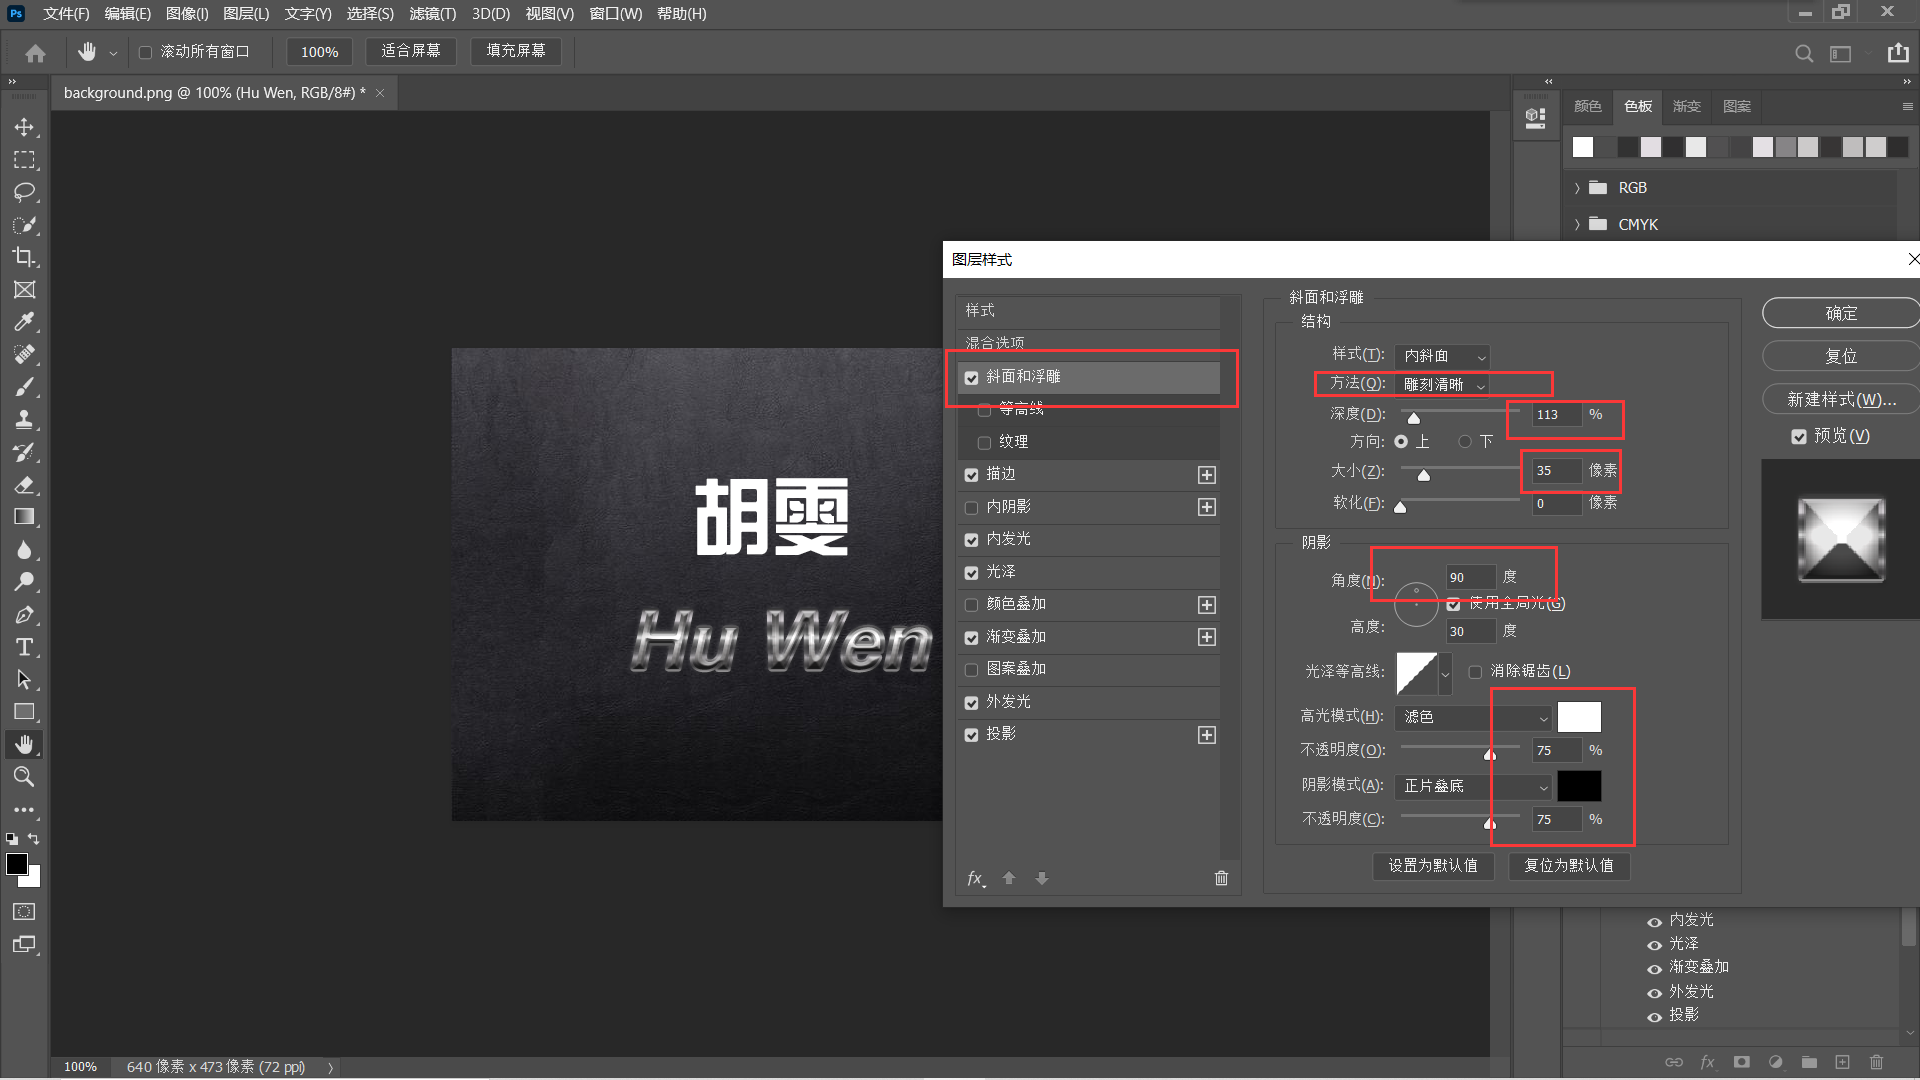 Ps 文件(F) 编辑(E) 图像(I) 图层(L) 文字(Y) 选择(S) 滤镜(T) 3D(D) 视图(V) 窗口(W) 帮助(H)
滚动所有窗口 100% 适合屏幕 填充屏幕
background.png @ 100% (Hu Wen, RGB/8#) *
颜色 色板 渐变 图案
RGB
CMYK
胡雯
Hu Wen
图层样式
样式
混合选项
斜面和浮雕
等高线
纹理
描边
内阴影
内发光
光泽
颜色叠加
渐变叠加
图案叠加
外发光
投影
fx
斜面和浮雕
结构
样式(T): 内斜面
方法(Q): 雕刻清晰
深度(D): 113 %
方向: 上 下
大小(Z): 35 像素
软化(F): 0 像素
阴影
角度(N): 90 度
使用全局光(G)
高度: 30 度
光泽等高线: 消除锯齿(L)
高光模式(H): 滤色
不透明度(O): 75 %
阴影模式(A): 正片叠底
不透明度(C): 75 %
设置为默认值 复位为默认值
确定
复位
新建样式(W)...
预览(V)
内发光
光泽
渐变叠加
外发光
投影
fx
100% 640 像素 x 473 像素 (72 ppi)